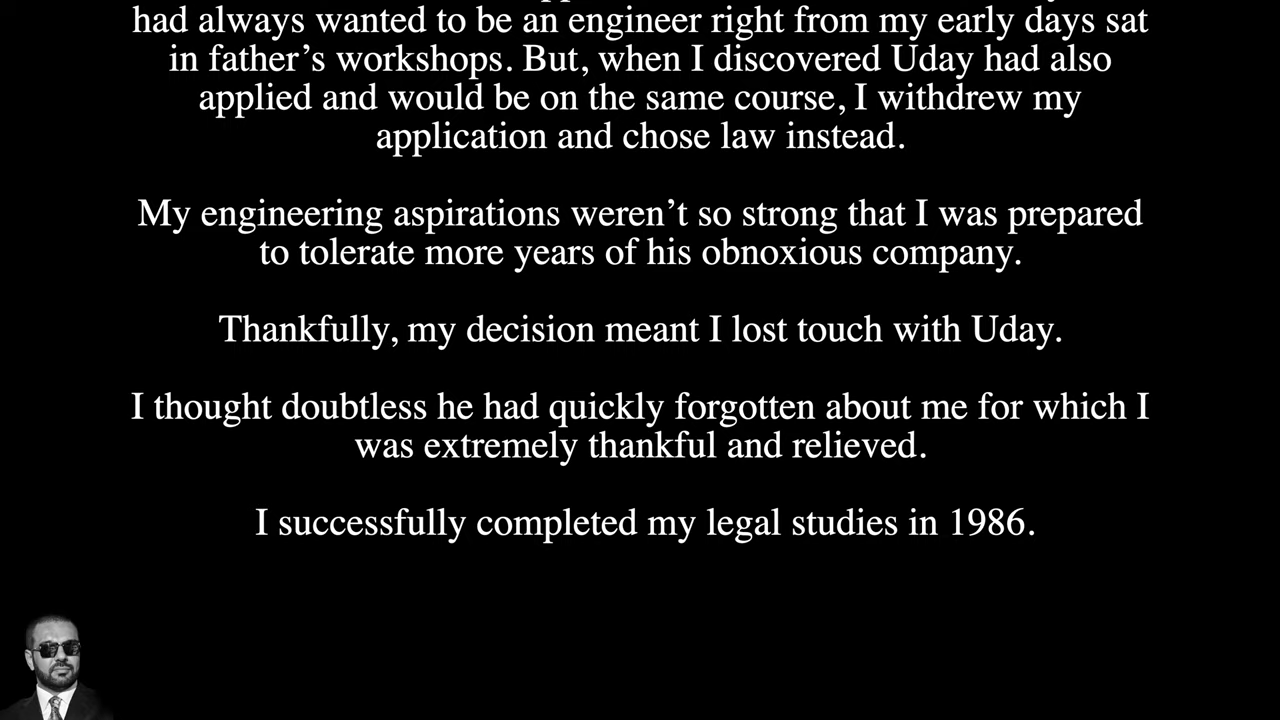 had always wanted to be an engineer right from my early days sat
in father’s workshops. But, when I discovered Uday had also
applied and would be on the same course, I withdrew my
application and chose law instead.
My engineering aspirations weren’t so strong that I was prepared
to tolerate more years of his obnoxious company.
Thankfully, my decision meant I lost touch with Uday.
I thought doubtless he had quickly forgotten about me for which I
was extremely thankful and relieved.
I successfully completed my legal studies in 1986.